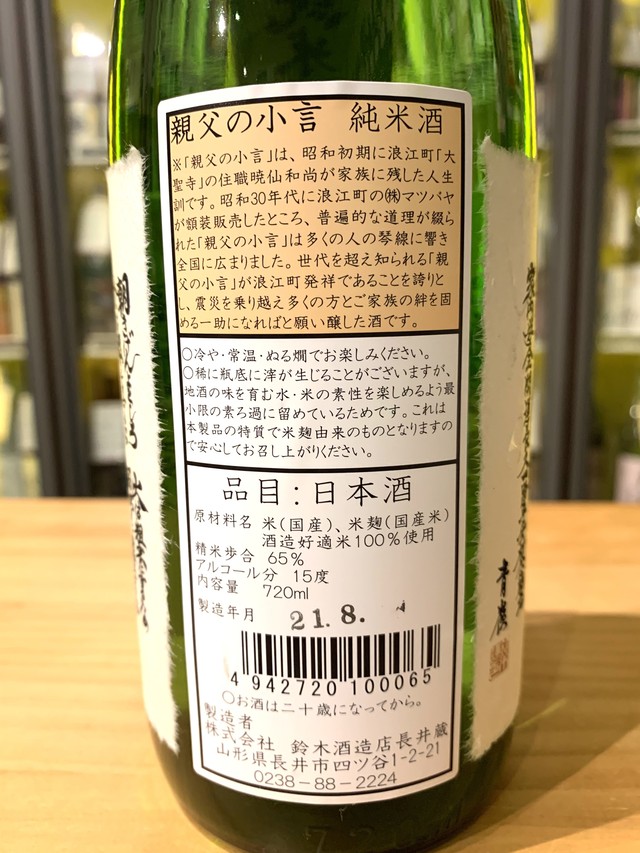 親父の小言 純米酒
※「親父の小言」は、昭和初期に浪江町「大
聖寺」の住職暁仙和尚が家族に残した人生
訓です。昭和30年代に浪江町の㈱マツバヤ
が額装販売したところ、普遍的な道理が綴ら
れた「親父の小言」は多くの人の琴線に響き
全国に広まりました。世代を超え知られる「親
父の小言」が浪江町発祥であることを誇りと
し、震災を乗り越え多くの方とご家族の絆を固
める一助になればと願い醸した酒です。
○冷や・常温・ぬる燗でお楽しみください。
○稀に瓶底に滓が生じることがございますが、
地酒の味を育む水・米の素性を楽しめるよう最
小限の素ろ過に留めているためです。これは
本製品の特質で米麹由来のものとなりますの
で安心してお召し上がりください。
品目：日本酒
原材料名 米(国産)、米麹(国産米)
酒造好適米100％使用
精米歩合 65％
アルコール分 15度
内容量 720ml
製造年月 21.8.
4 942720 100065
○お酒は二十歳になってから。
製造者
株式会社 鈴木酒造店長井蔵
山形県長井市四ツ谷1-2-21
0238-88-2224